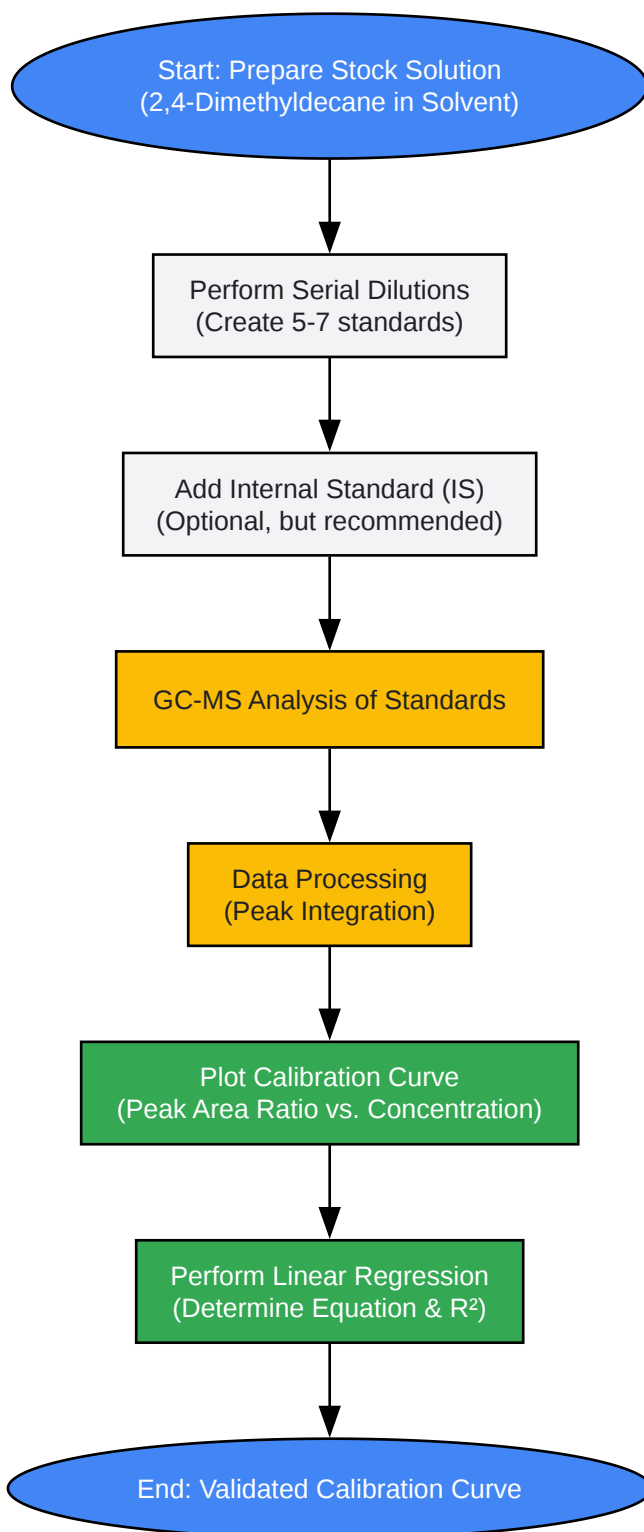 Start: Prepare Stock Solution
(2,4-Dimethyldecane in Solvent)
Perform Serial Dilutions
(Create 5-7 standards)
Add Internal Standard (IS)
(Optional, but recommended)
GC-MS Analysis of Standards
Data Processing
(Peak Integration)
Plot Calibration Curve
(Peak Area Ratio vs. Concentration)
Perform Linear Regression
(Determine Equation & R²)
End: Validated Calibration Curve